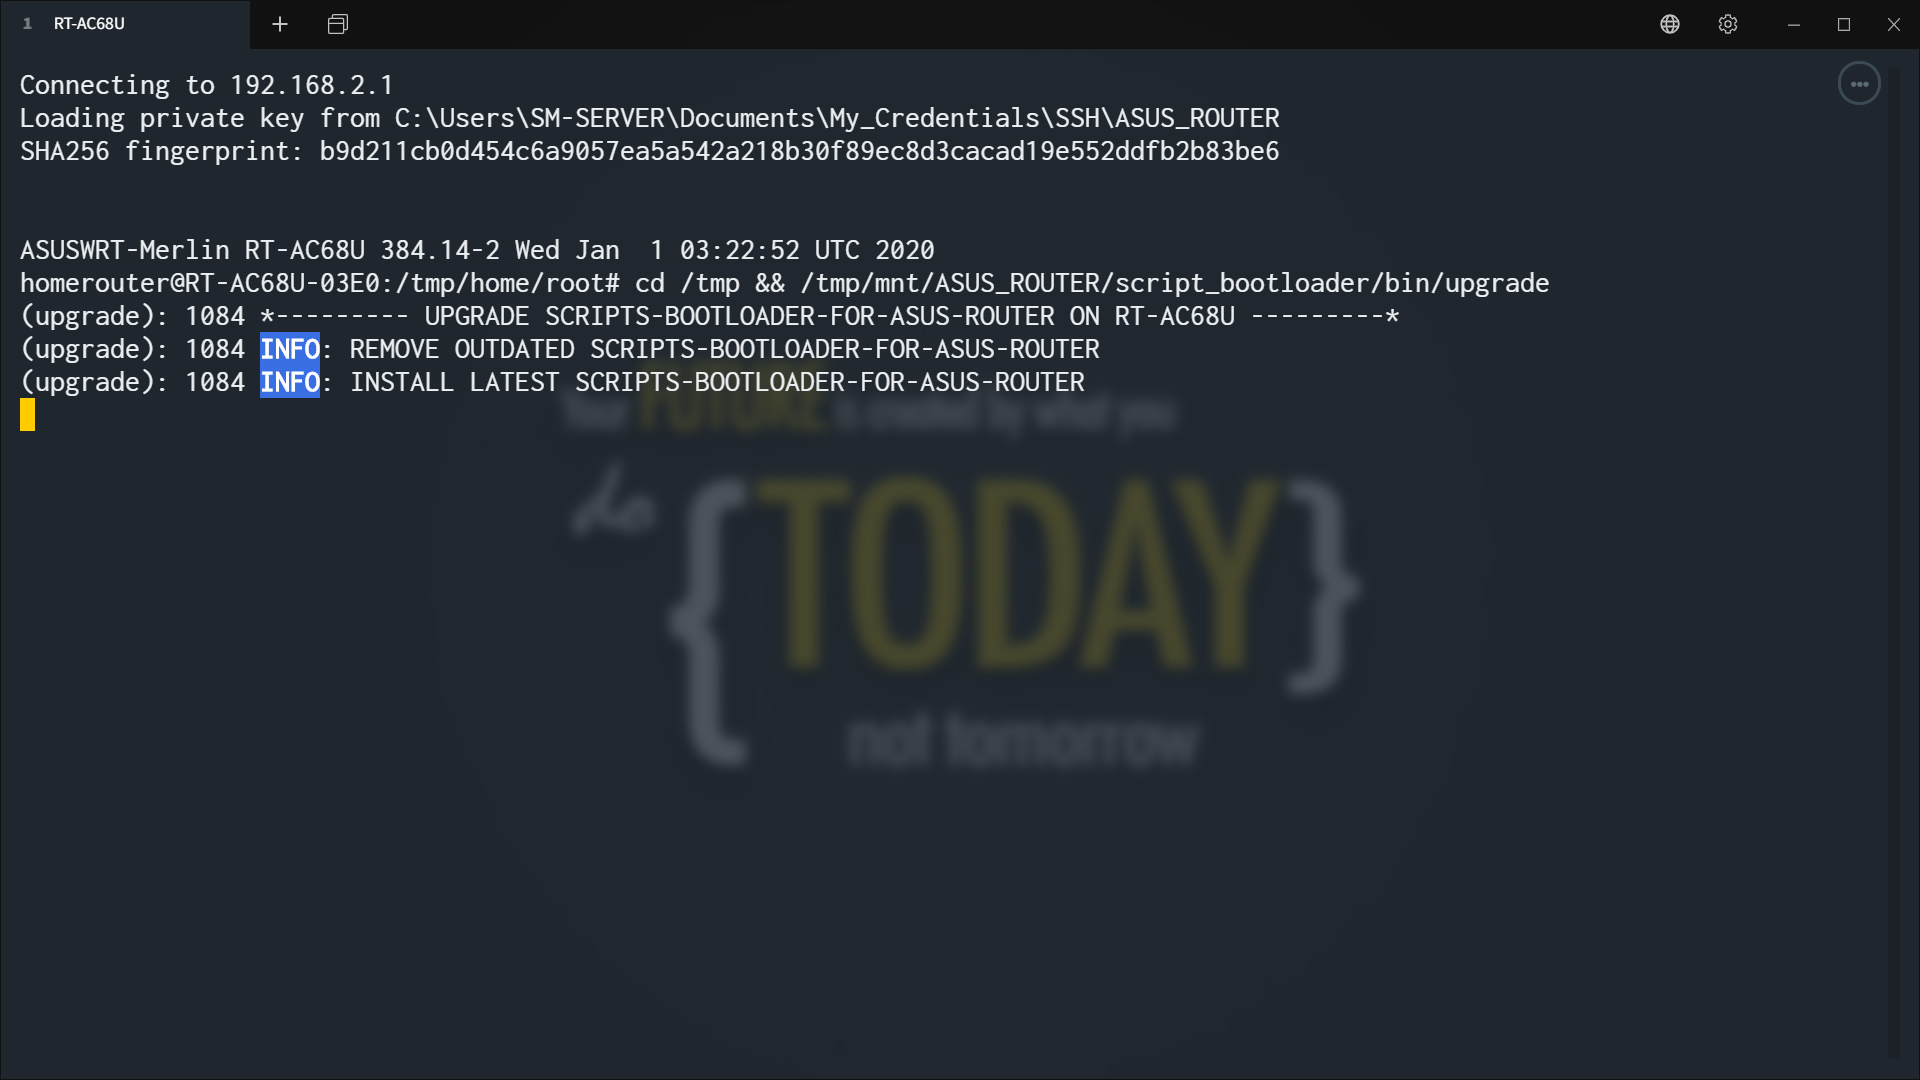 1 RT-AC68U
Connecting to 192.168.2.1
Loading private key from C:\Users\SM-SERVER\Documents\My_Credentials\SSH\ASUS_ROUTER
SHA256 fingerprint: b9d211cb0d454c6a9057ea5a542a218b30f89ec8d3cacad19e552ddfb2b83be6
ASUSWRT-Merlin RT-AC68U 384.14-2 Wed Jan  1 03:22:52 UTC 2020
homerouter@RT-AC68U-03E0:/tmp/home/root# cd /tmp && /tmp/mnt/ASUS_ROUTER/script_bootloader/bin/upgrade
(upgrade): 1084 *--------- UPGRADE SCRIPTS-BOOTLOADER-FOR-ASUS-ROUTER ON RT-AC68U ---------*
(upgrade): 1084 INFO: REMOVE OUTDATED SCRIPTS-BOOTLOADER-FOR-ASUS-ROUTER
(upgrade): 1084 INFO: INSTALL LATEST SCRIPTS-BOOTLOADER-FOR-ASUS-ROUTER
Your FUTURE is created by what you
do {TODAY}
not tomorrow